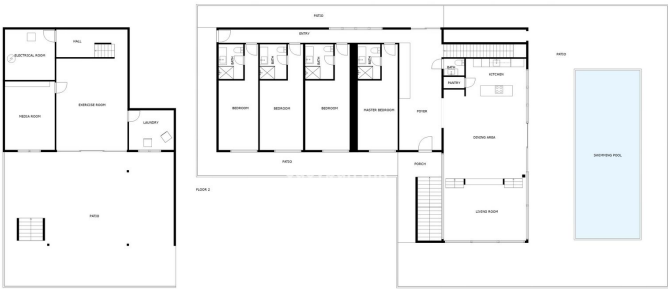 PATIO
ENTRY
HALL
ELECTRICAL ROOM
PATIO
BATH
BATH
BATH
BATH
BATH
KITCHEN
PANTRY
MEDIA ROOM
EXERCISE ROOM
BEDROOM
BEDROOM
BEDROOM
MASTER BEDROOM
FOYER
LAUNDRY
DINING AREA
SWIMMING POOL
PATIO
PORCH
FLOOR 2
PATIO
LIVING ROOM